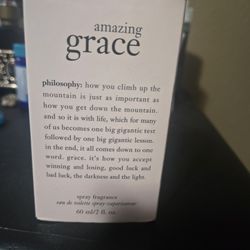 amazing
grace
philosophy: how you climb up the
mountain is just as important as
how you get down the mountain.
and so it is with life, which for many
of us becomes one big gigantic test
followed by one big gigantic lesson.
in the end, it all comes down to one
word. grace. it's how you accept
winning and losing, good luck and
bad luck, the darkness and the light.
spray fragrance
eau de toilette spray vaporisateur
60 ml/2 fl. oz.